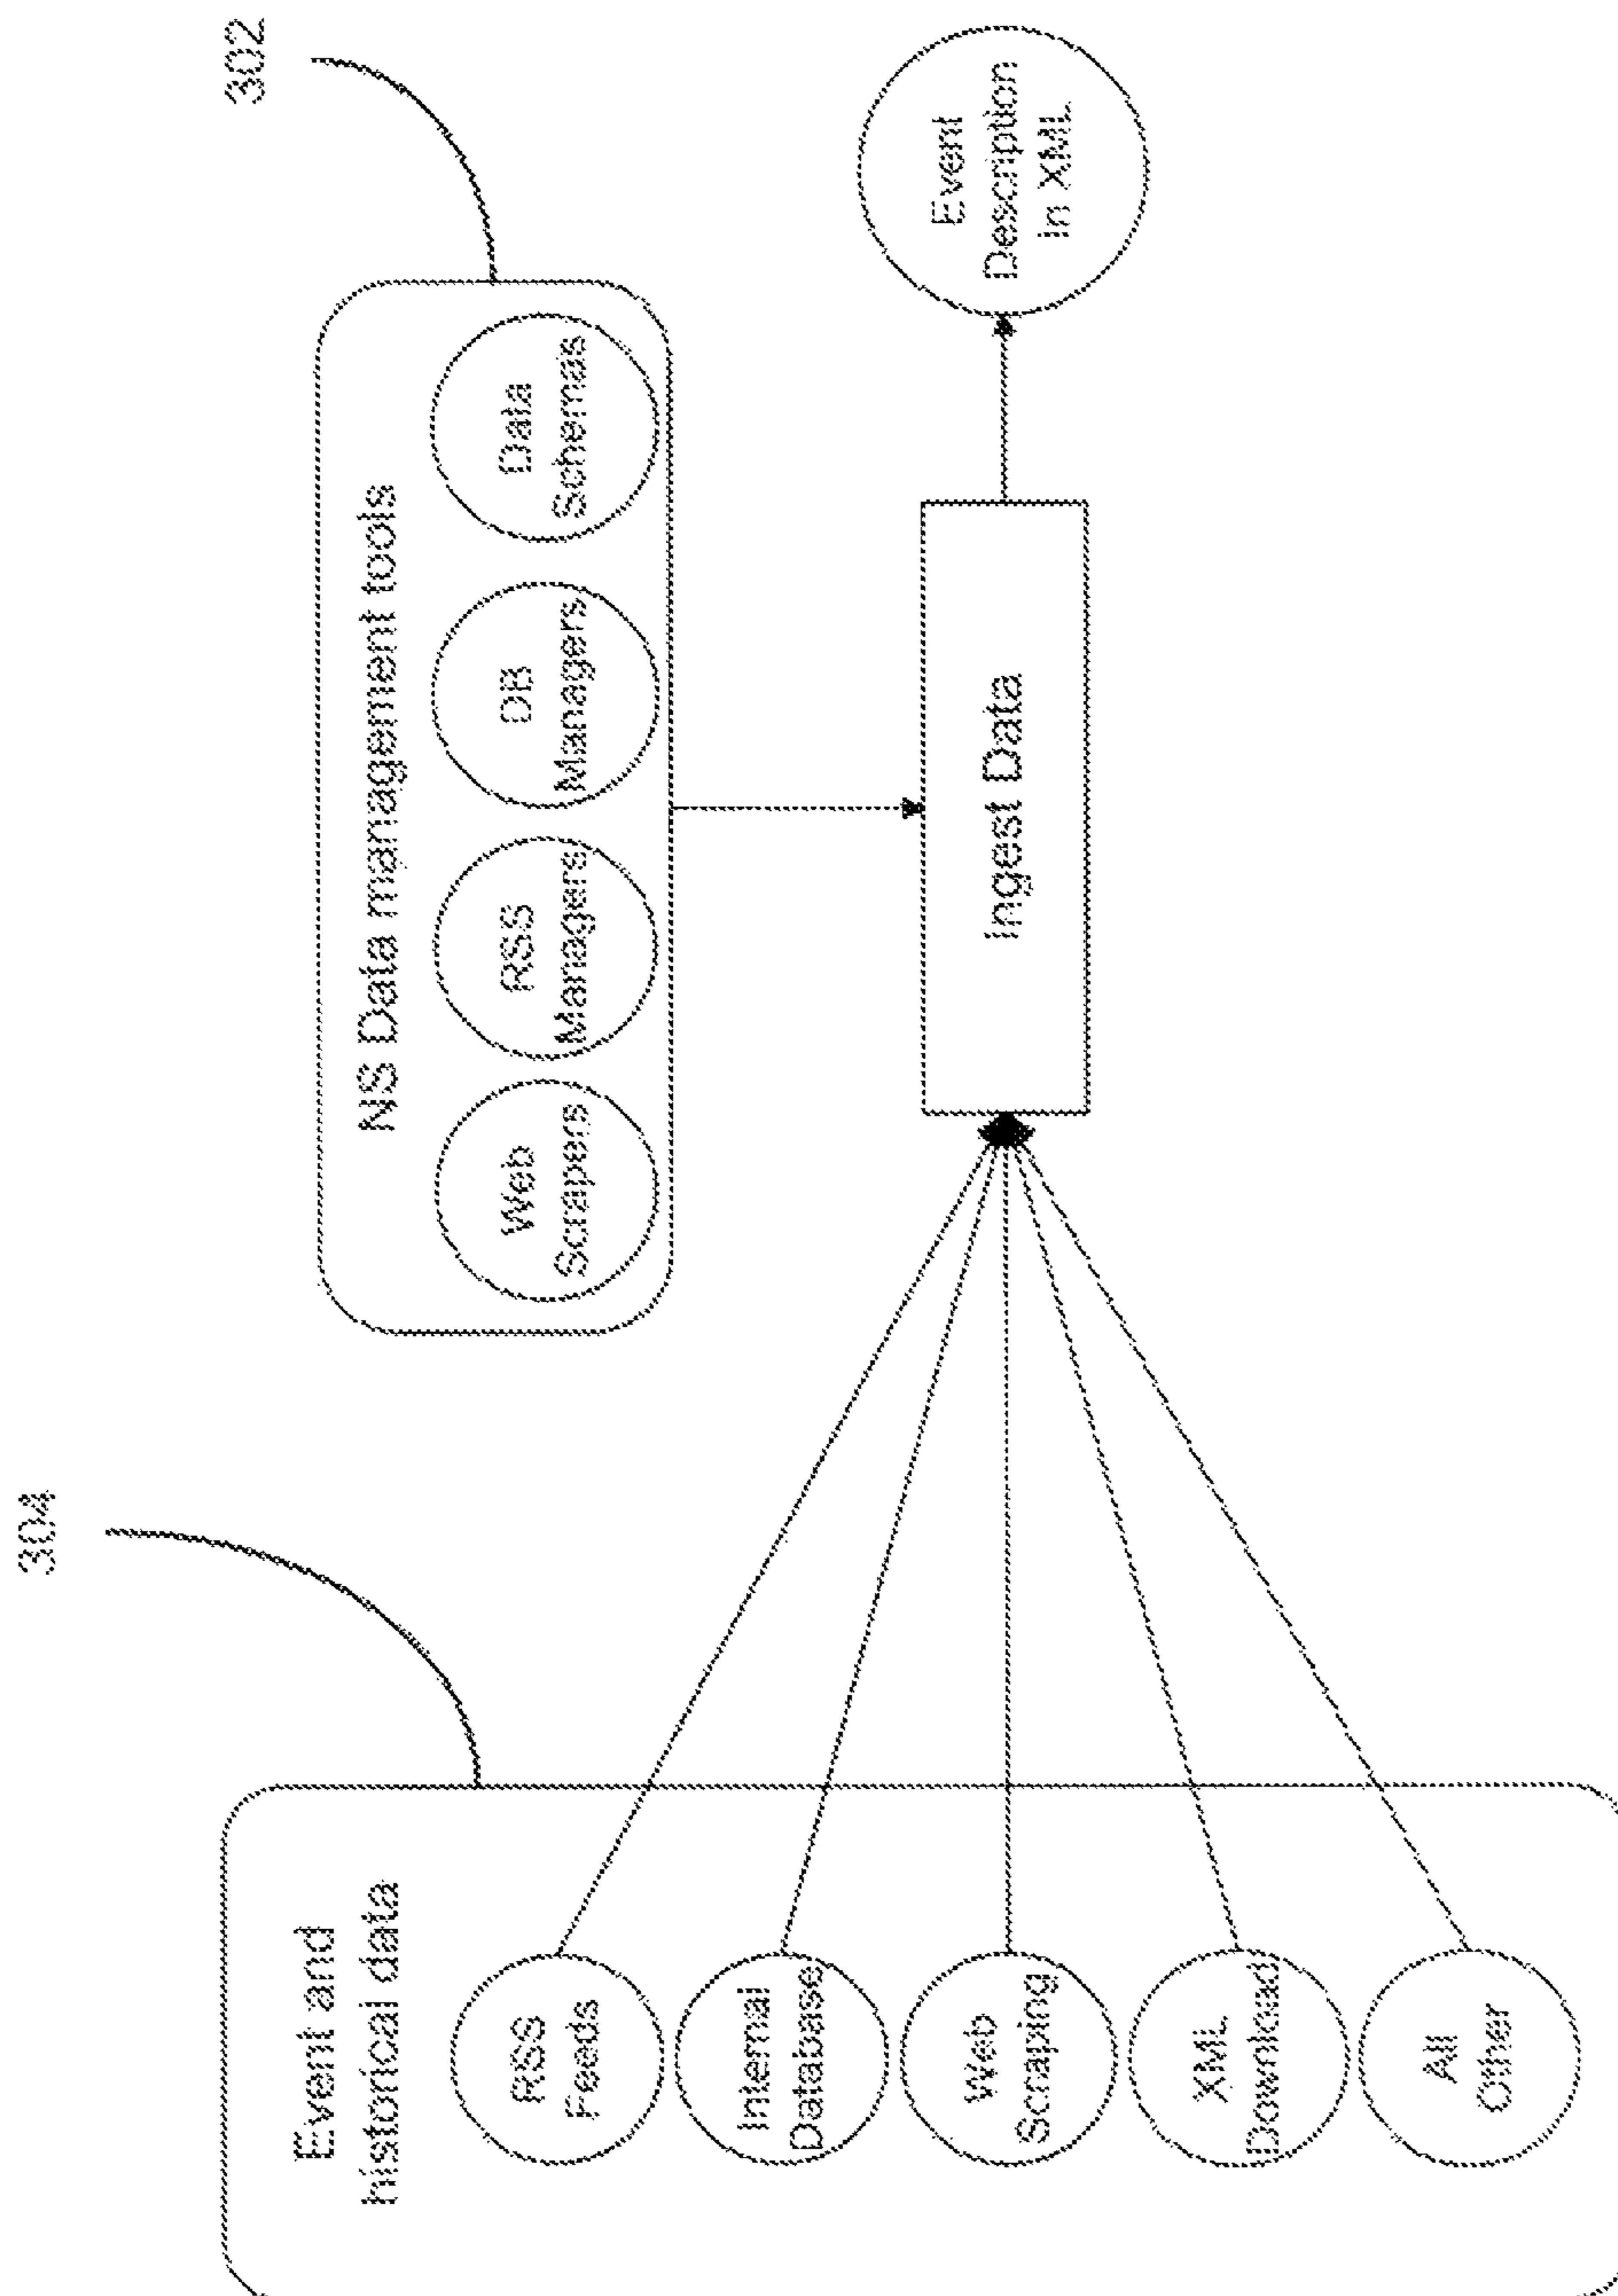 304
302
Event and
historical data
RSS
Feeds
Internal
Database
Web
Scraping
XML
Download
All
Other
NS Data management tools
Web
Scrapers
RSS
Managers
DB
Managers
Data
Schemas
Ingest Data
Event
Description
In XML